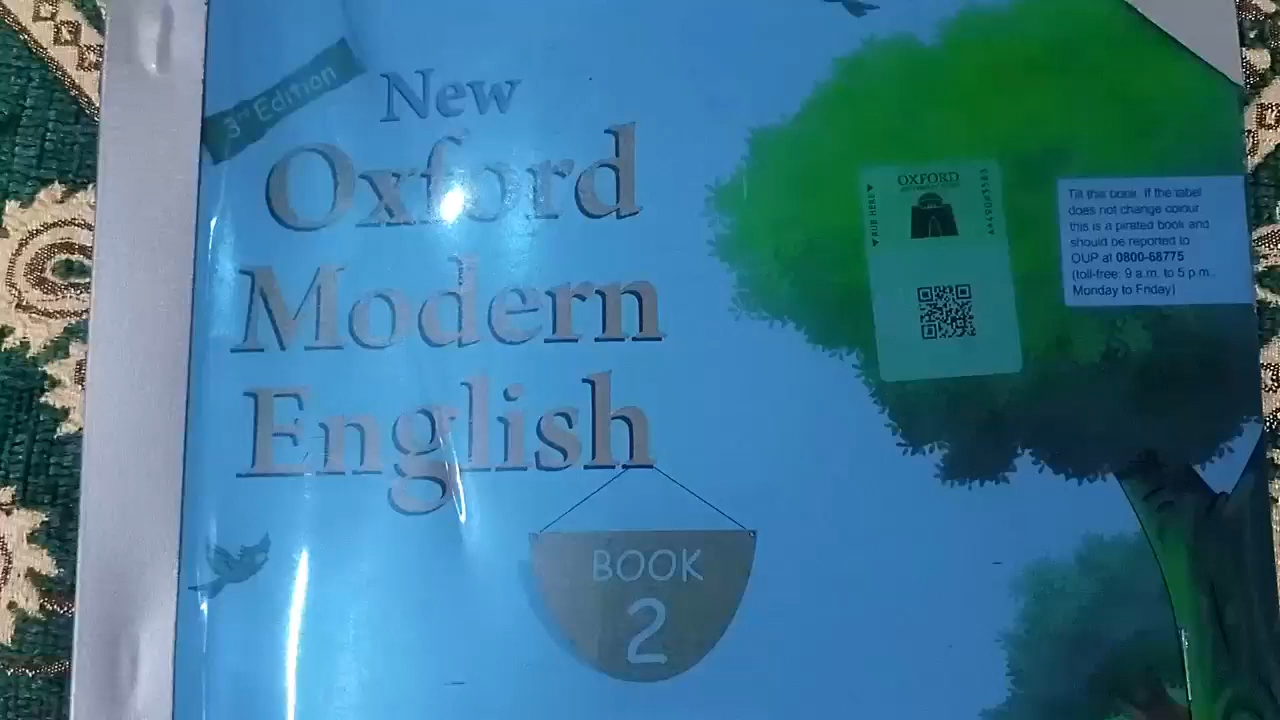 3rd Edition
New
Oxford
Modern
English
BOOK
2
OXFORD
RUB HERE
Tilt this book. If the label
does not change colour
this is a pirated book and
should be reported to
OUP at 0800-68775
(toll-free: 9 a.m. to 5 p.m.,
Monday to Friday)